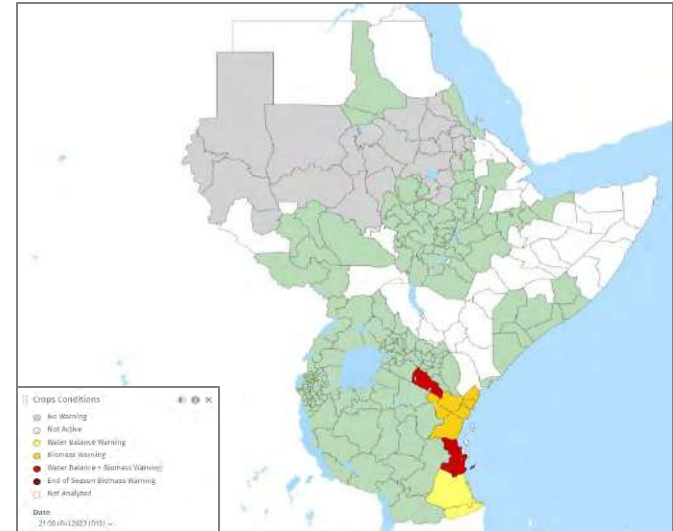 Crops Conditions
No Warning
Not Active
Water Balance Warning
Biomass Warning
Water Balance + Biomass Warning
End of Season Biomass Warning
Not Analyzed
Date